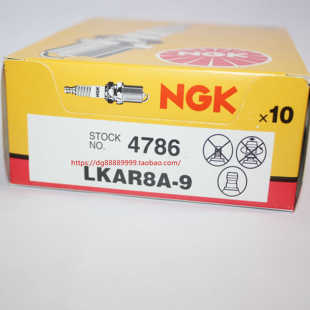 NGK
×10
STOCK
NO. 4786
https://dg88889999.taobao.com/
LKAR8A-9